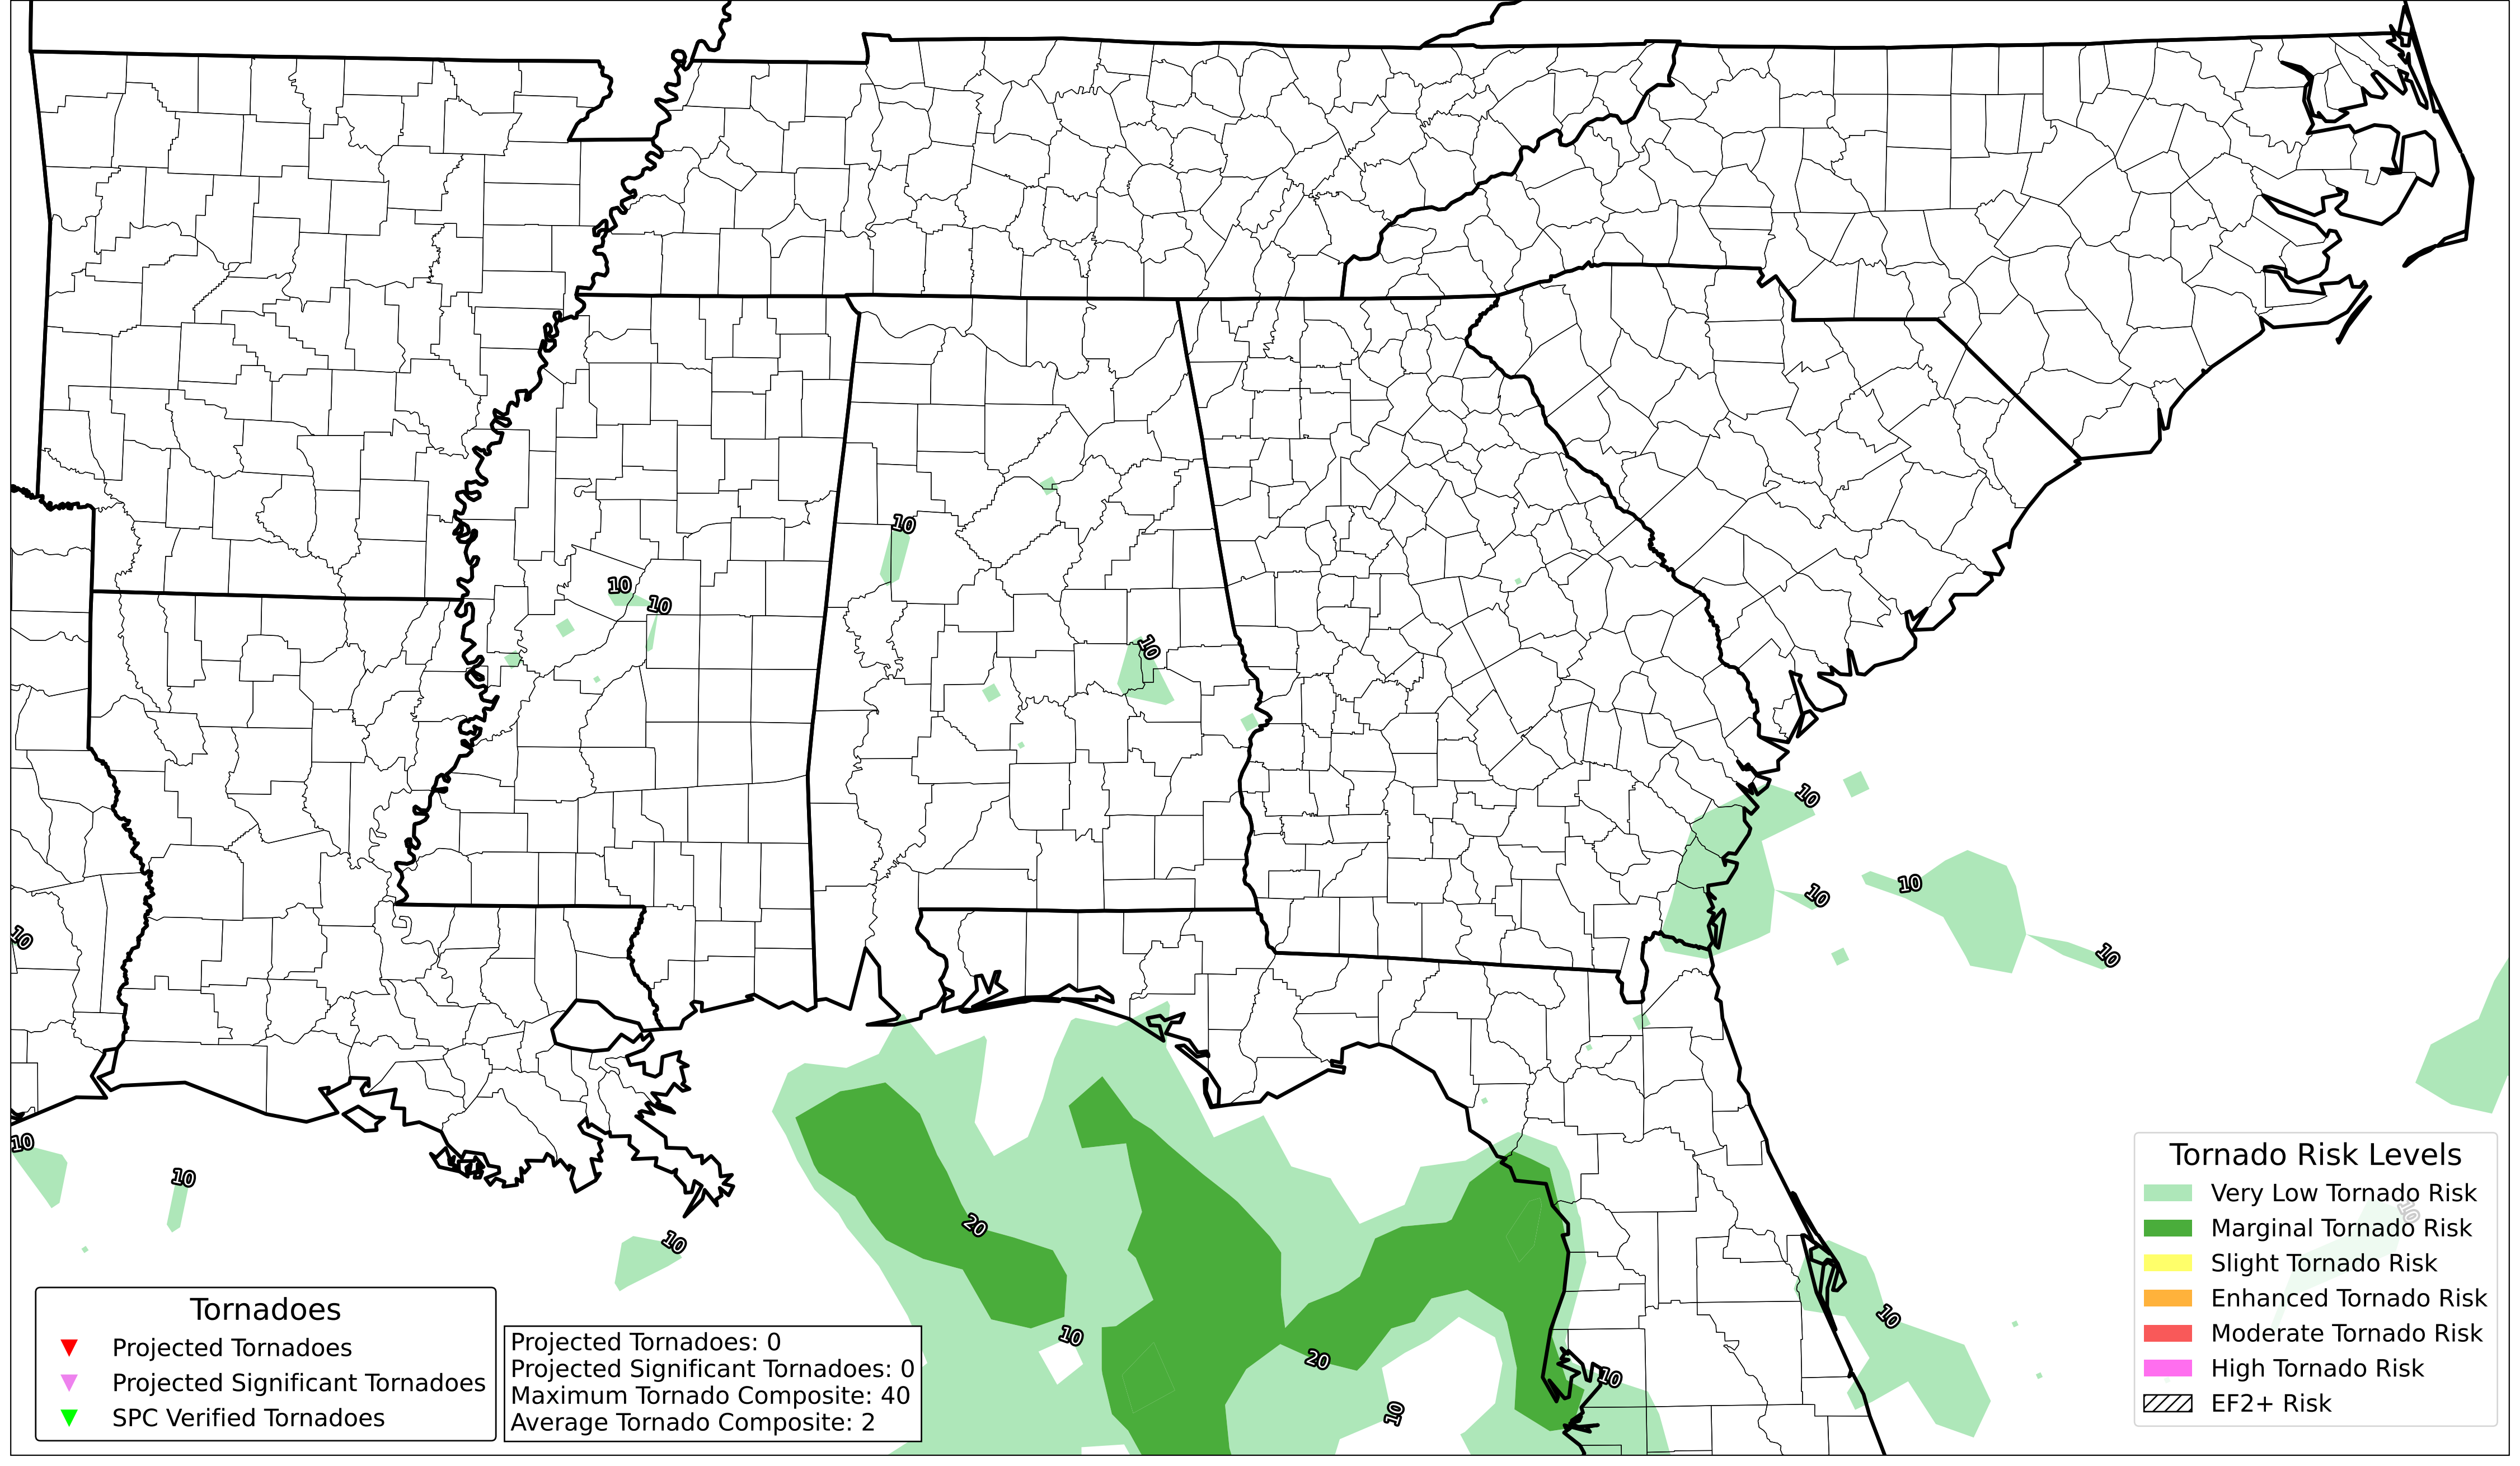 10
10
10
10
10
10
10
10
10
Tornado Risk Levels
Very Low Tornado Risk
Marginal Tornado Risk
Slight Tornado Risk
Enhanced Tornado Risk
Moderate Tornado Risk
High Tornado Risk
EF2+ Risk
10
10
10
20
10
10
10
20
10
10
Tornadoes
Projected Tornadoes
Projected Significant Tornadoes
SPC Verified Tornadoes
Projected Tornadoes: 0
Projected Significant Tornadoes: 0
Maximum Tornado Composite: 40
Average Tornado Composite: 2